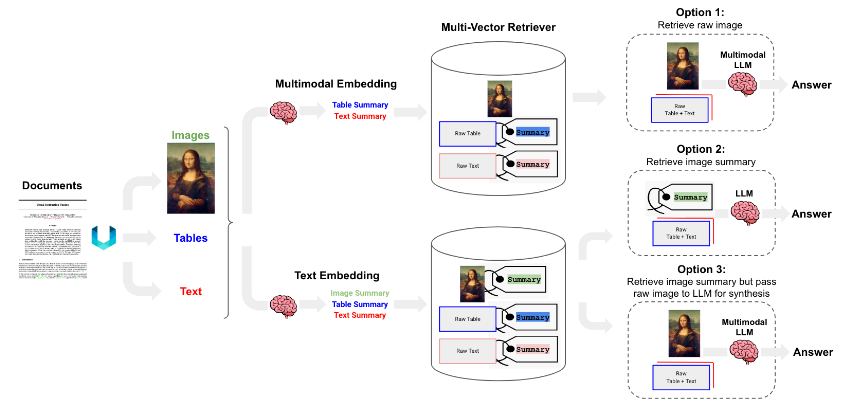 Documents
Images
Tables
Text
Multimodal Embedding
Table Summary
Text Summary
Text Embedding
Image Summary
Table Summary
Text Summary
Multi-Vector Retriever
Raw Table
Summary
Raw Text
Summary
Summary
Raw Table
Summary
Raw Text
Summary
Option 1:
Retrieve raw image
Multimodal
LLM
Raw
Table + Text
Answer
Option 2:
Retrieve image summary
Summary
LLM
Raw
Table + Text
Answer
Option 3:
Retrieve image summary but pass
raw image to LLM for synthesis
Multimodal
LLM
Raw
Table + Text
Answer